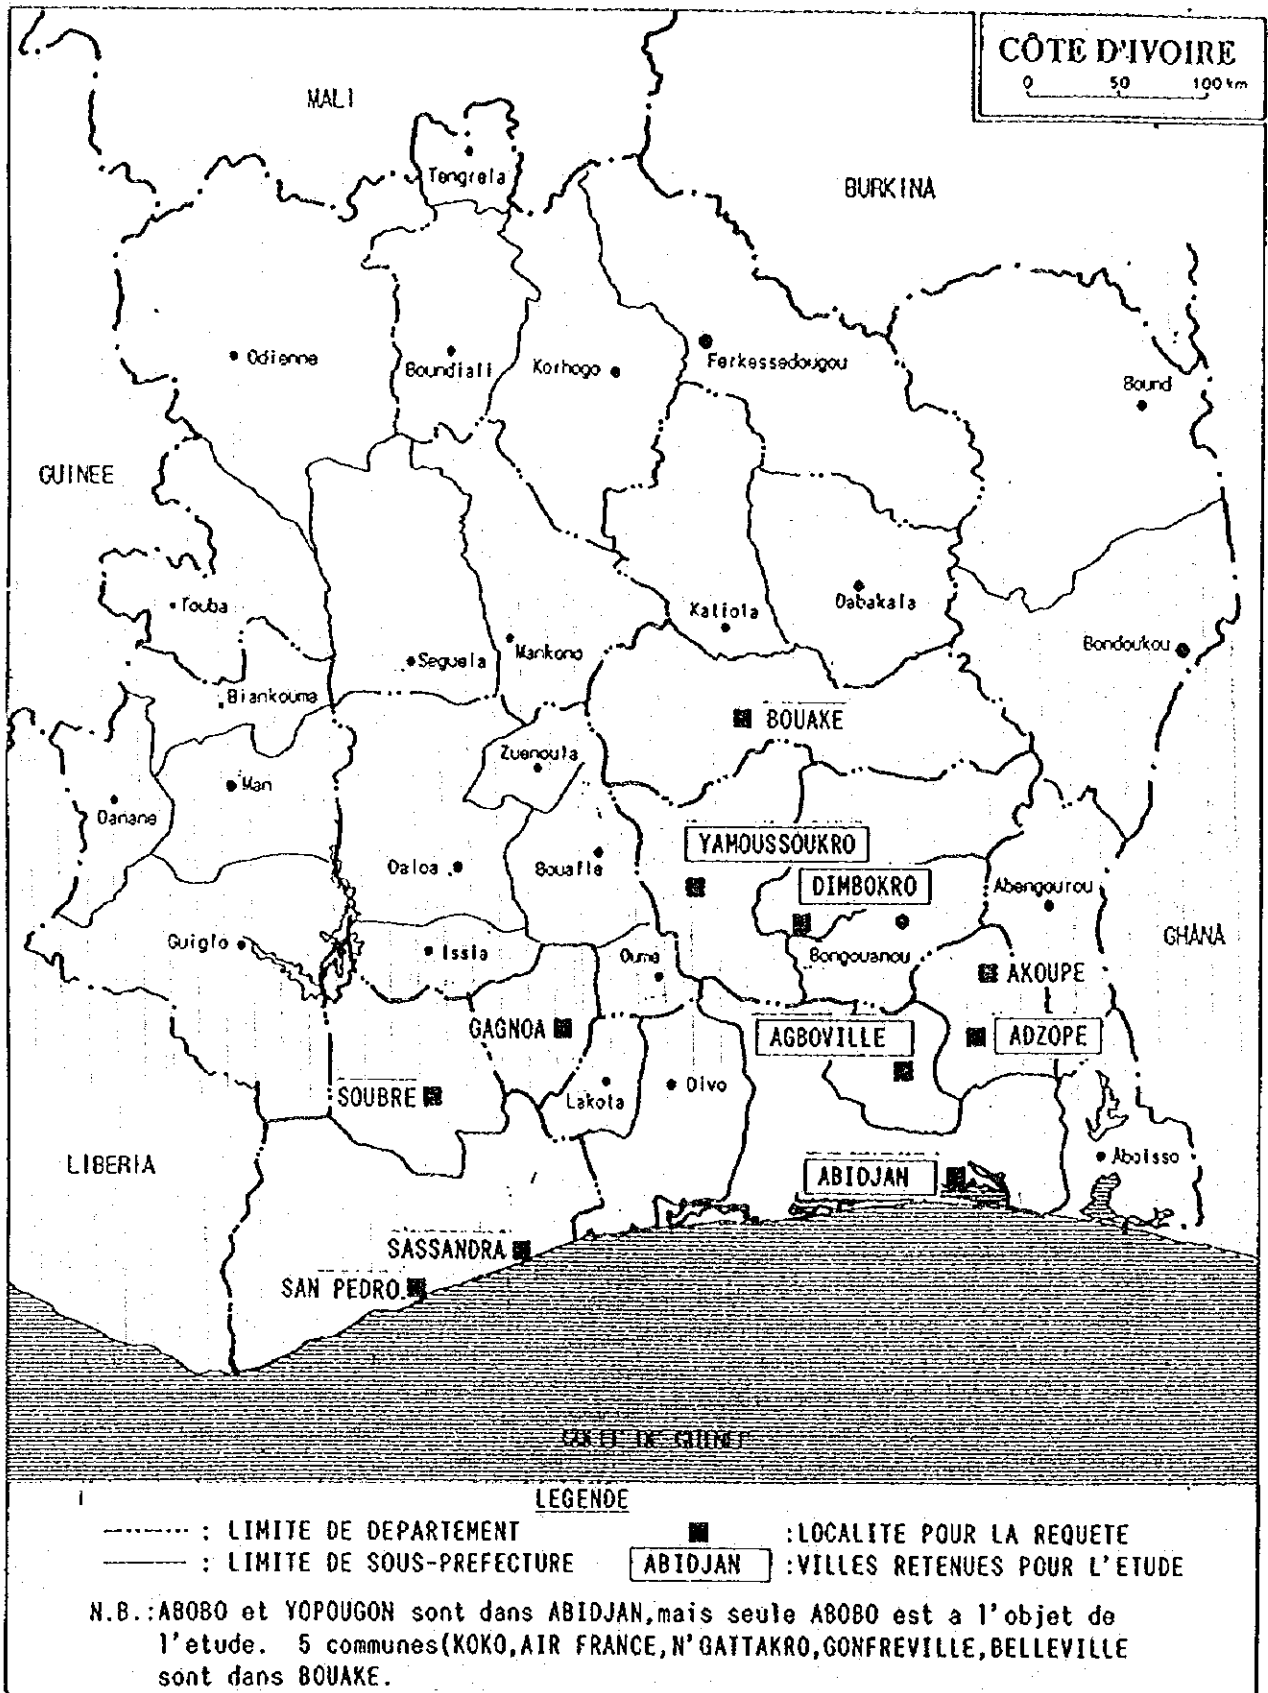 CÔTE D'IVOIRE
0 50 100 km
MALI
Tengrela
BURKINA
Odienne
Boundiali
Korhogo
Ferkessedougou
Bound
GUINEE
Touba
Katiola
Dabakala
Seguela
Mankono
Bondoukou
Biankouma
BOUAKE
Zuenoula
Man
Danane
YAMOUSSOUKRO
Daloa
Bouafle
DIMBOKRO
Abengourou
Guiglo
Issia
Oume
Bongouanou
GHANA
AKOUPE
GAGNOA
AGBOVILLE
ADZOPE
SOUBRE
Lakota
Divo
LIBERIA
ABIDJAN
Aboisso
SASSANDRA
SAN PEDRO
GOLFE DE GUINEE
LEGENDE
: LIMITE DE DEPARTEMENT
: LOCALITE POUR LA REQUETE
: LIMITE DE SOUS-PREFECTURE
ABIDJAN : VILLES RETENUES POUR L'ETUDE
N.B.:ABOBO et YOPOUGON sont dans ABIDJAN,mais seule ABOBO est a l'objet de
l'etude. 5 communes(KOKO,AIR FRANCE,N'GATTAKRO,GONFREVILLE,BELLEVILLE
sont dans BOUAKE.